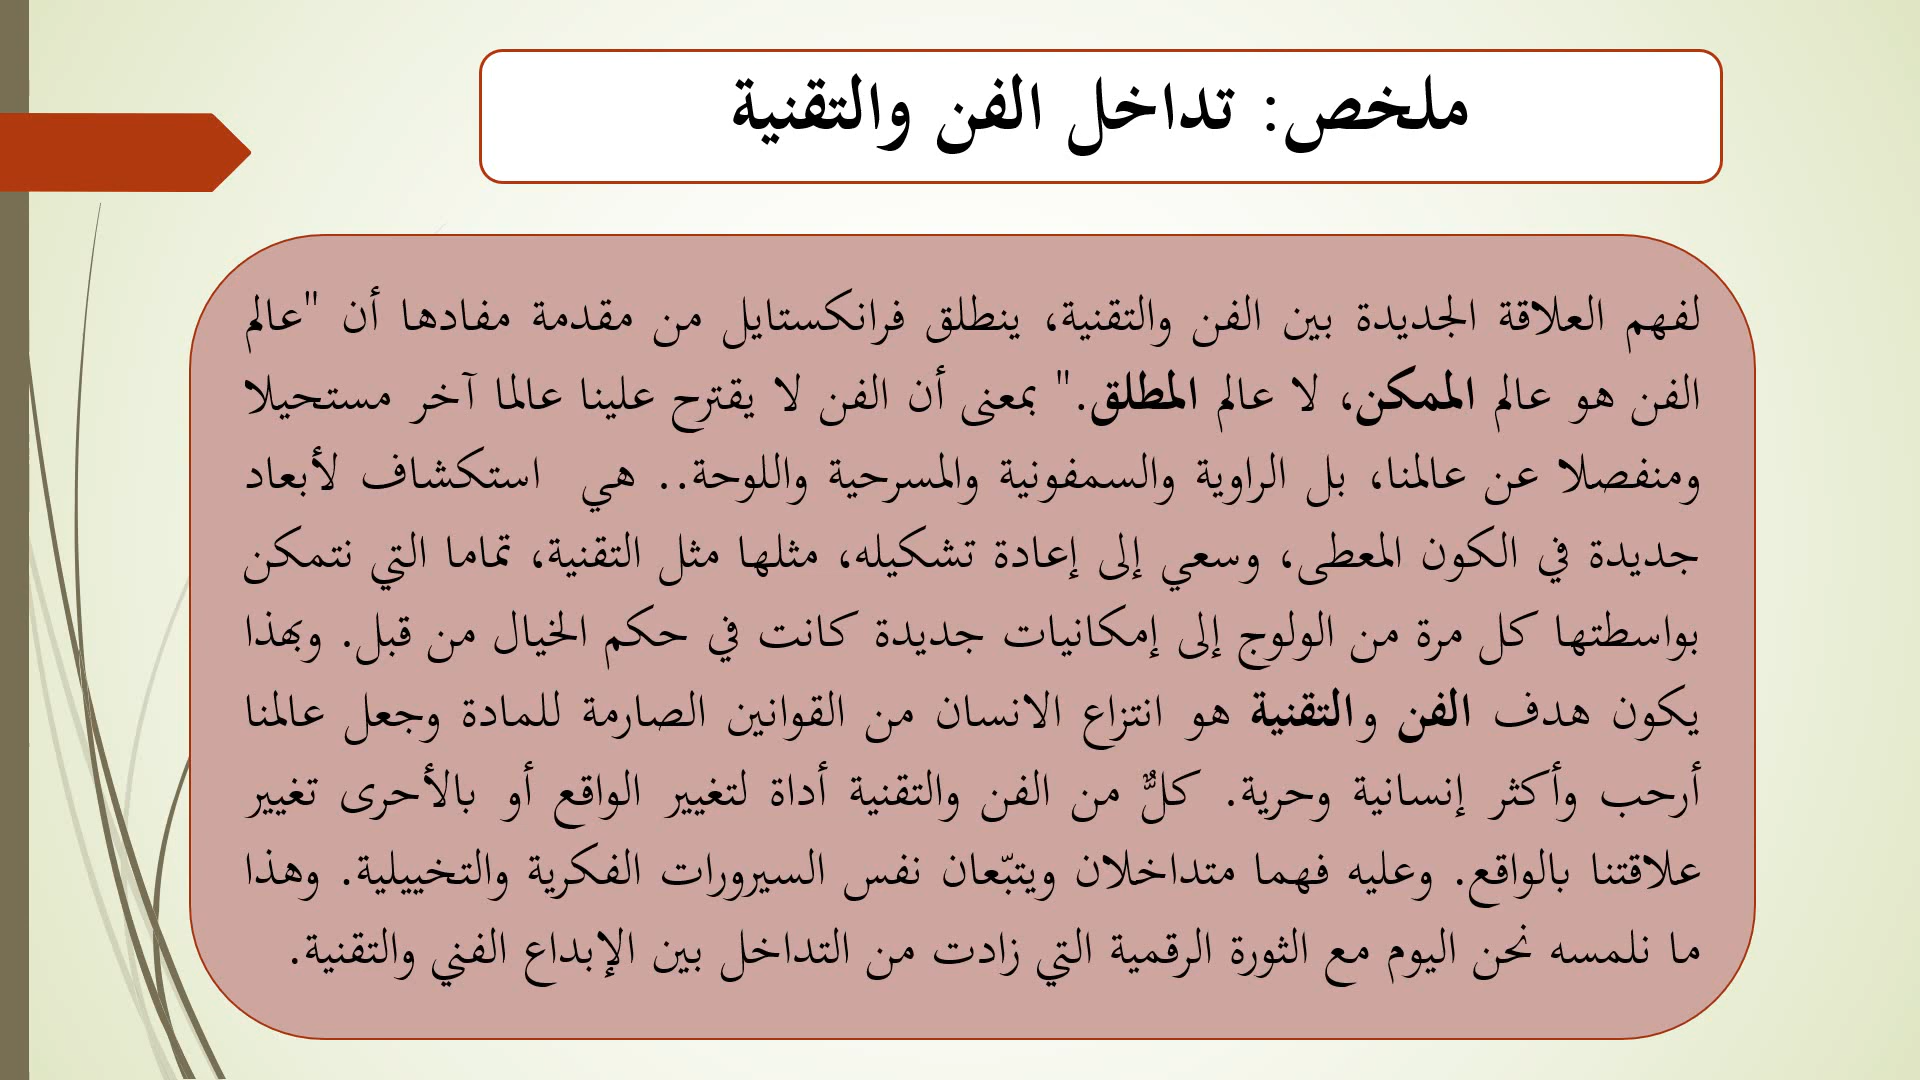 ملخص: تداخل الفن والتقنية
لفهم العلاقة الجديدة بين الفن والتقنية، ينطلق فرانكستايل من مقدمة مفادها أن "عالم
الفن هو عالم الممكن، لا عالم المطلق." بمعنى أن الفن لا يقترح علينا عالما آخر مستحيلا
ومنفصلا عن عالمنا، بل الراوية والسمفونية والمسرحية واللوحة.. هي استكشاف لأبعاد
جديدة في الكون المعطى، وسعي إلى إعادة تشكيله، مثلها مثل التقنية، تماما التي نتمكن
بواسطتها كل مرة من الولوج إلى إمكانيات جديدة كانت في حكم الخيال من قبل. وبهذا
يكون هدف الفن والتقنية هو انتزاع الانسان من القوانين الصارمة للمادة وجعل عالمنا
أرحب وأكثر إنسانية وحرية. كلٌّ من الفن والتقنية أداة لتغيير الواقع أو بالأحرى تغيير
علاقتنا بالواقع. وعليه فهما متداخلان ويتبّعان نفس السيرورات الفكرية والتخييلية. وهذا
ما نلمسه نحن اليوم مع الثورة الرقمية التي زادت من التداخل بين الإبداع الفني والتقنية.